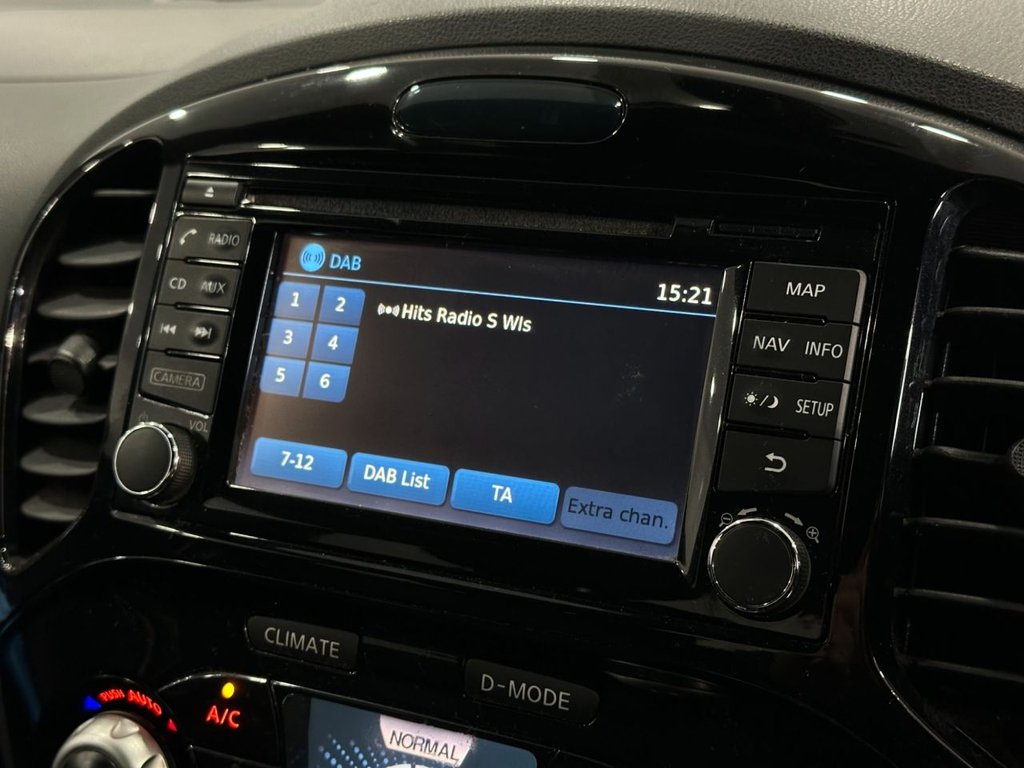 RADIO
CD AUX
CAMERA
VOL
DAB
15:21
1 2
3 4
5 6
Hits Radio S Wls
7-12
DAB List
TA
Extra chan.
MAP
NAV INFO
SETUP
CLIMATE
D-MODE
PUSH AUTO
A/C
NORMAL